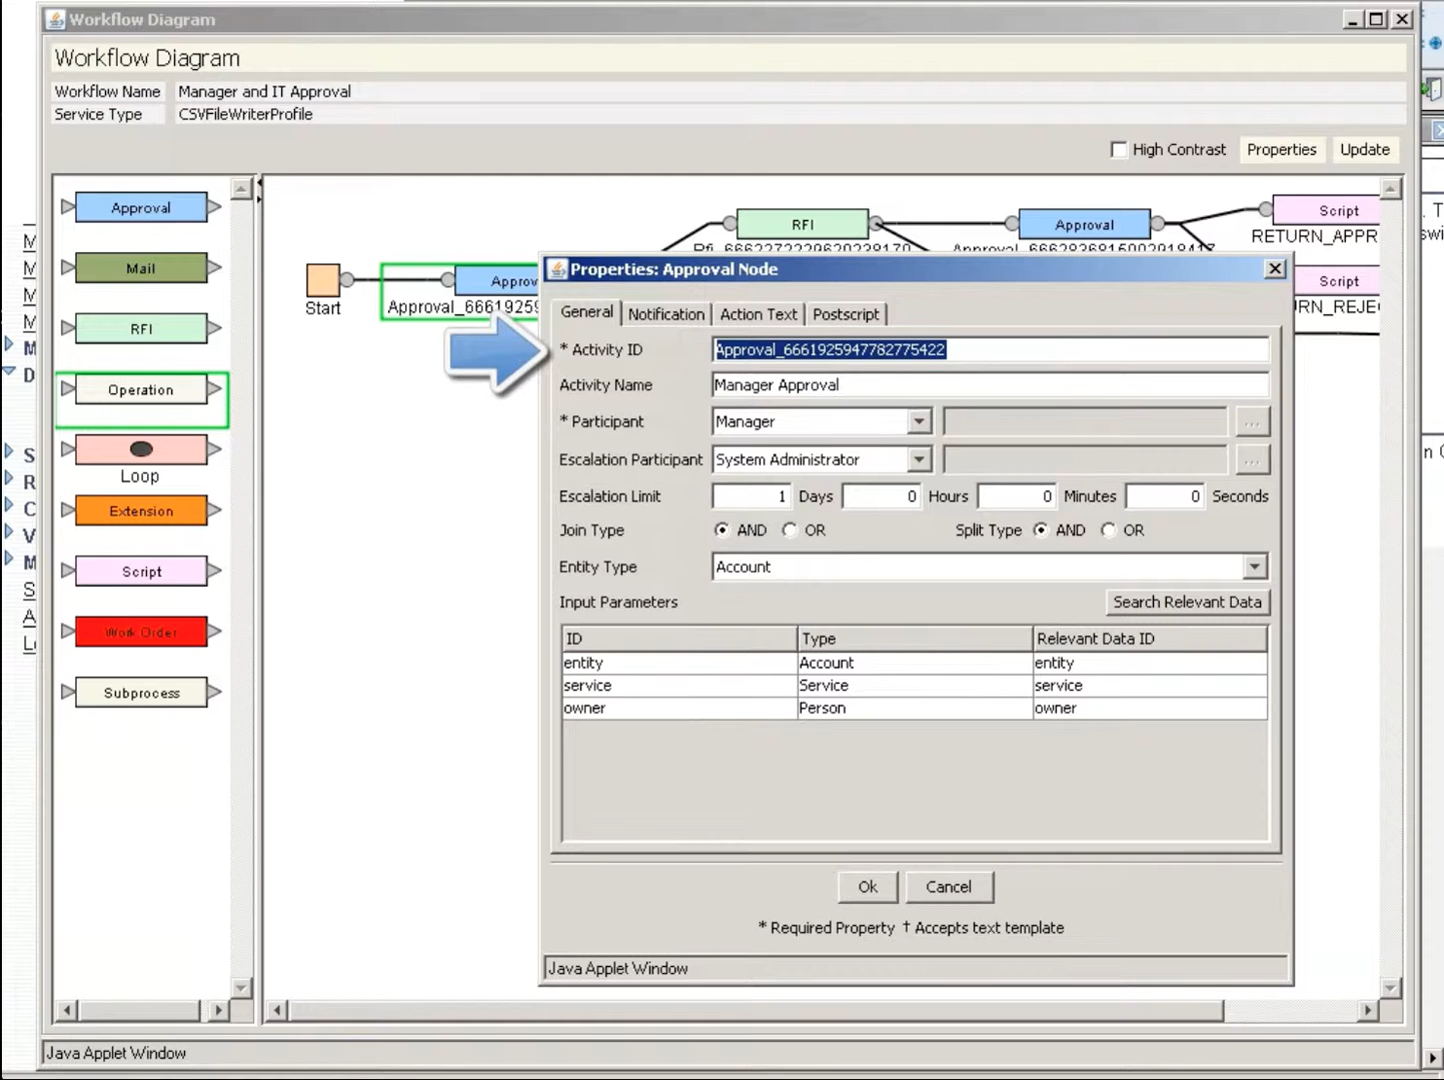 Workflow Diagram
Workflow Diagram
Workflow Name Manager and IT Approval
Service Type CSVFileWriterProfile
High Contrast Properties Update
Approval
Mail
RFI
Operation
Loop
Extension
Script
Work Order
Subprocess
Start
Approv
Approval_66619259
RFI
Approval
Script
RETURN_APPR
Script
JRN_REJE
Properties: Approval Node
General Notification Action Text Postscript
* Activity ID Approval_6661925947782775422
Activity Name Manager Approval
* Participant Manager ...
Escalation Participant System Administrator ...
Escalation Limit 1 Days 0 Hours 0 Minutes 0 Seconds
Join Type AND OR Split Type AND OR
Entity Type Account
Input Parameters Search Relevant Data
ID Type Relevant Data ID
entity Account entity
service Service service
owner Person owner
Ok Cancel
* Required Property † Accepts text template
Java Applet Window
Java Applet Window
M
M
M
M
M
D
S
R
C
V
M
S
A